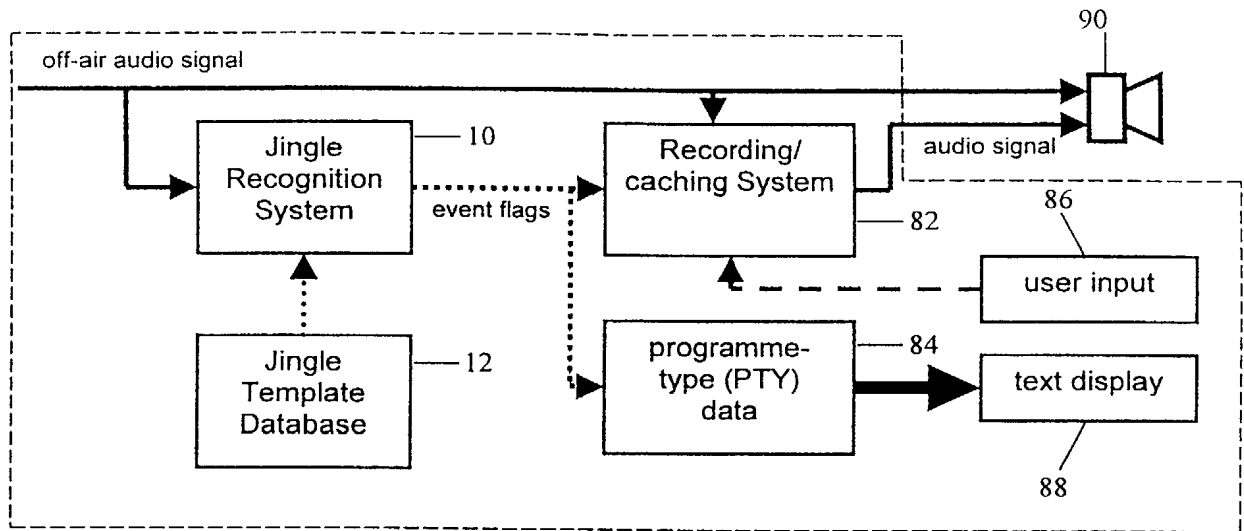 90
off-air audio signal
Jingle
Recognition
System
10
event flags
Recording/
caching System
82
audio signal
86
user input
Jingle
Template
Database
12
programme-
type (PTY)
data
84
text display
88